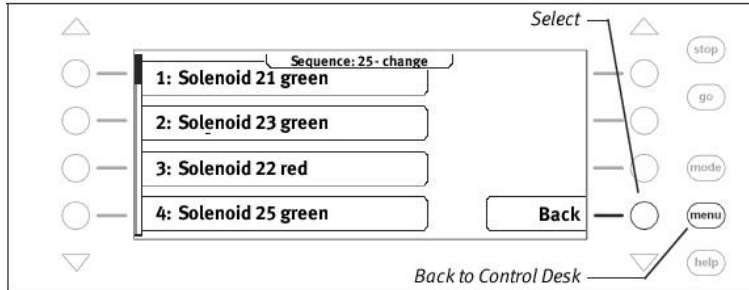 Select
stop
Sequence: 25- change
1: Solenoid 21 green
go
2: Solenoid 23 green
3: Solenoid 22 red
mode
4: Solenoid 25 green
Back
menu
help
Back to Control Desk